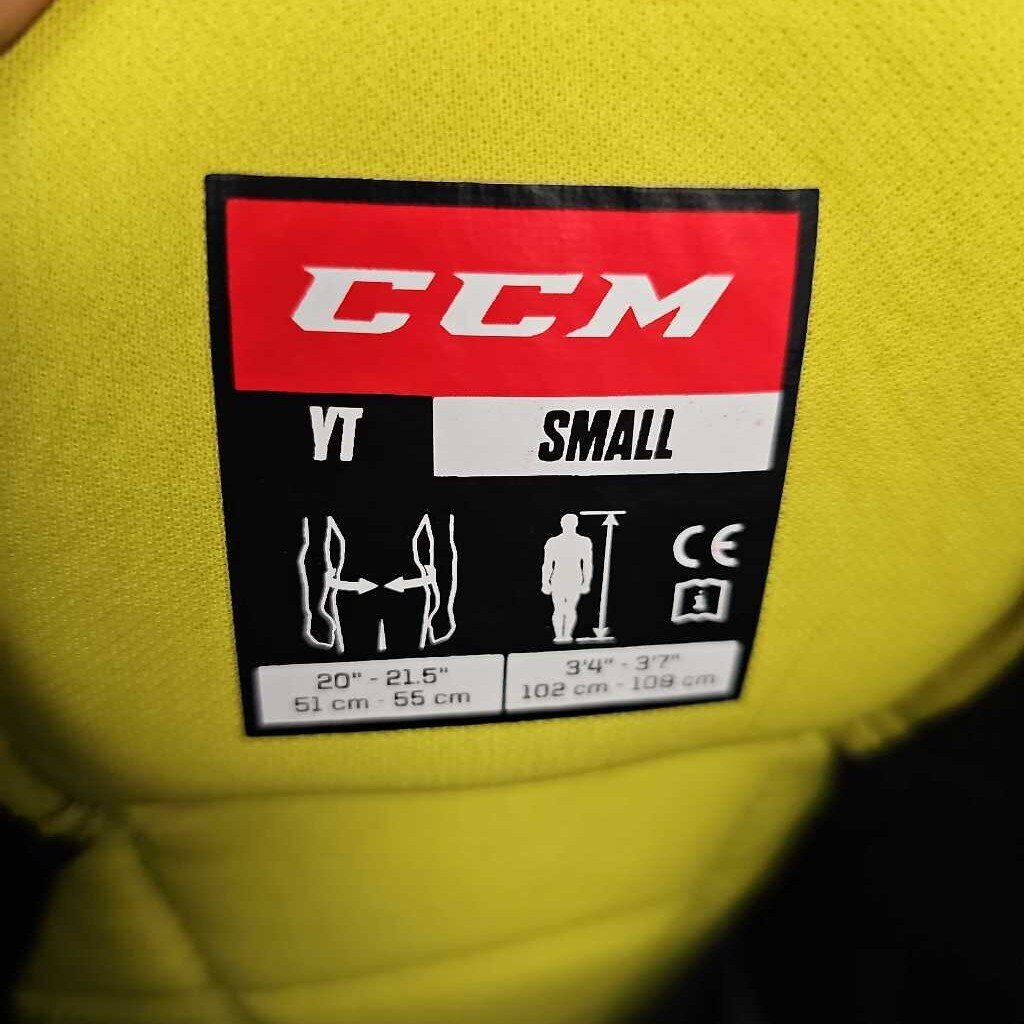 CCM
YT SMALL
CE
i
20" - 21.5"
51 cm - 55 cm
3'4" - 3'7"
102 cm - 109 cm